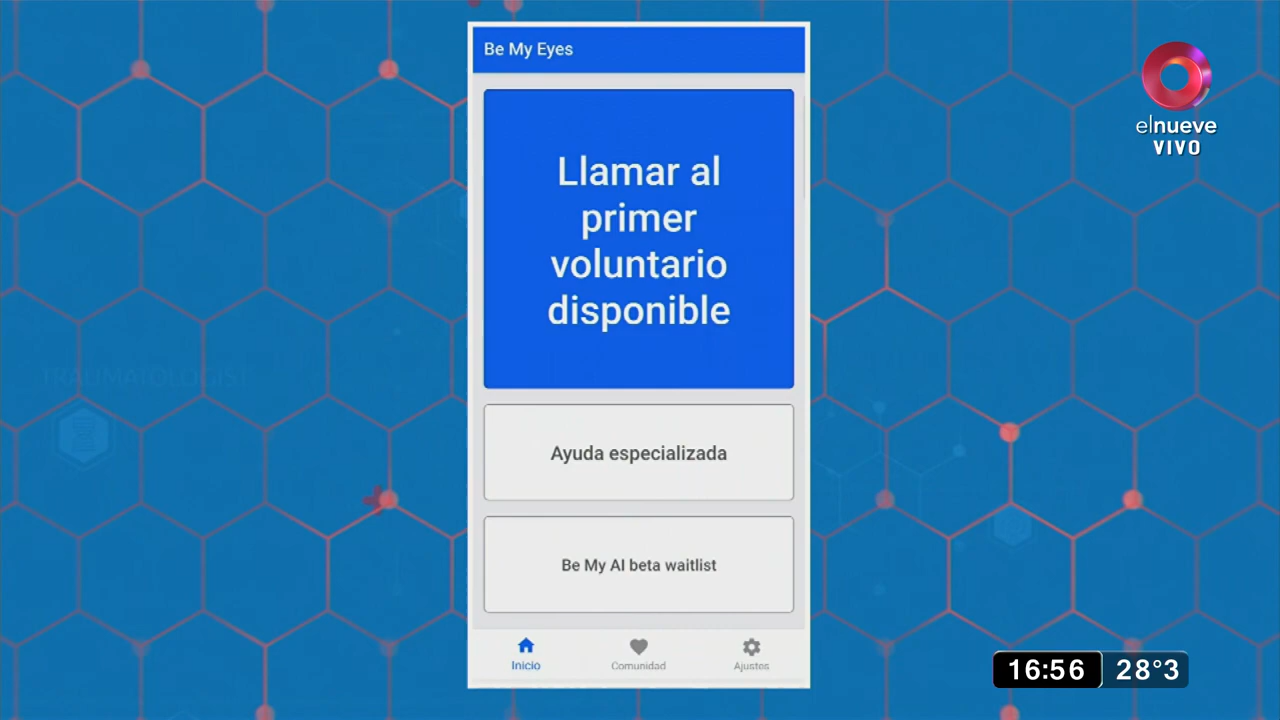 Be My Eyes
Llamar al
primer
voluntario
disponible
Ayuda especializada
Be My AI beta waitlist
Inicio
Comunidad
Ajustes
elnueve
VIVO
TRAUMATOLOGIST
16:56
28°3